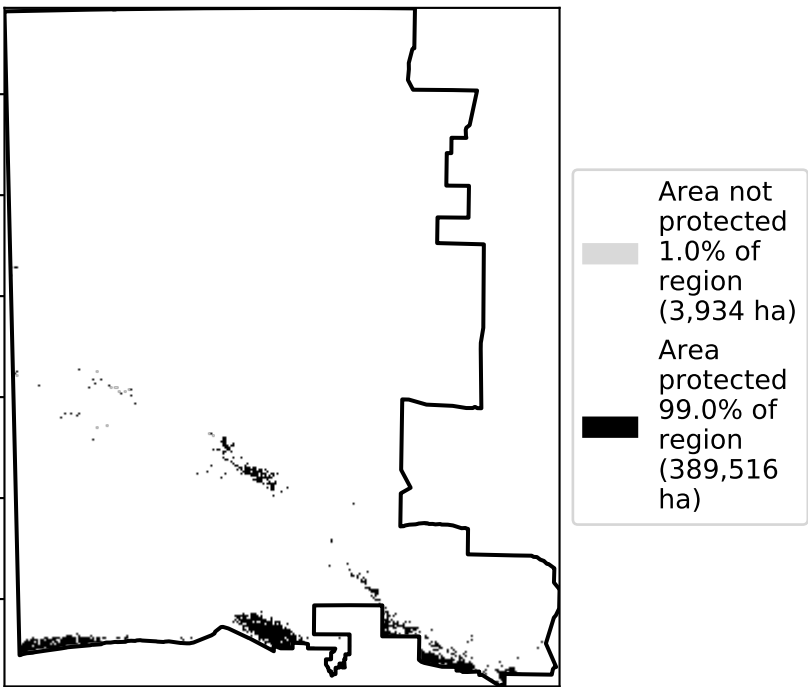 Area not
protected
1.0% of
region
(3,934 ha)
Area
protected
99.0% of
region
(389,516
ha)